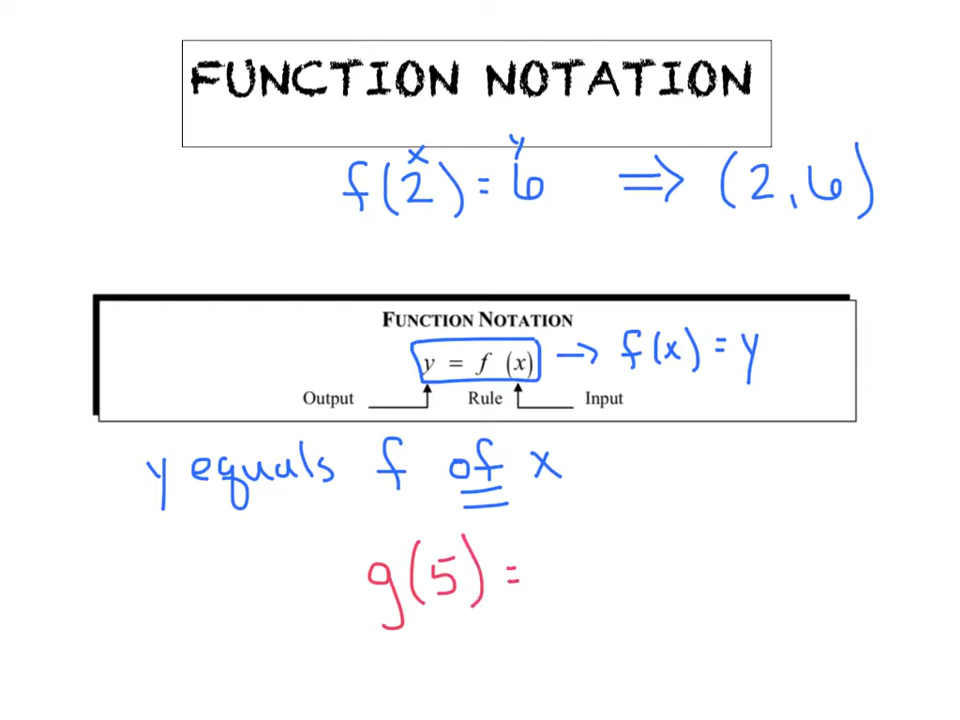 FUNCTION NOTATION
x y
f(2) = 6 ⟹ (2, 6)
FUNCTION NOTATION
y = f (x) → f(x) = y
Output Rule Input
y equals f of x
g(5) =